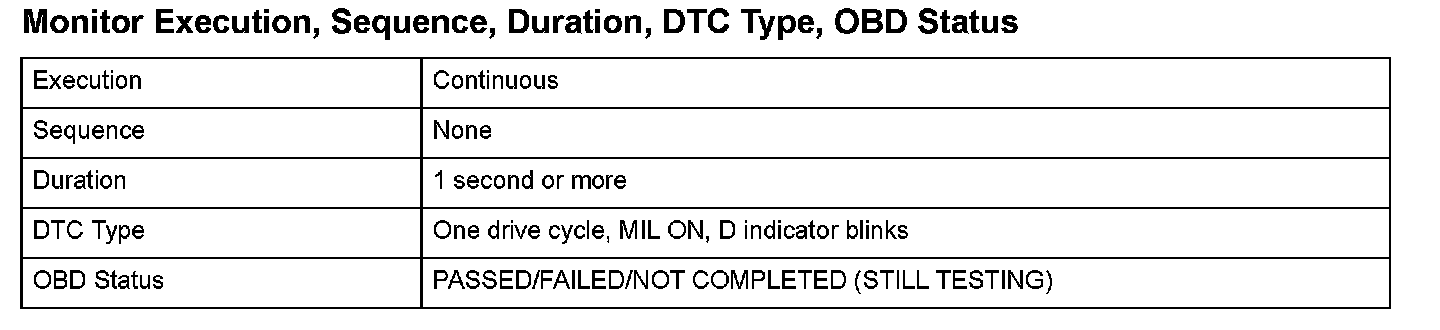 Monitor Execution, Sequence, Duration, DTC Type, OBD Status
Execution Continuous
Sequence None
Duration 1 second or more
DTC Type One drive cycle, MIL ON, D indicator blinks
OBD Status PASSED/FAILED/NOT COMPLETED (STILL TESTING)